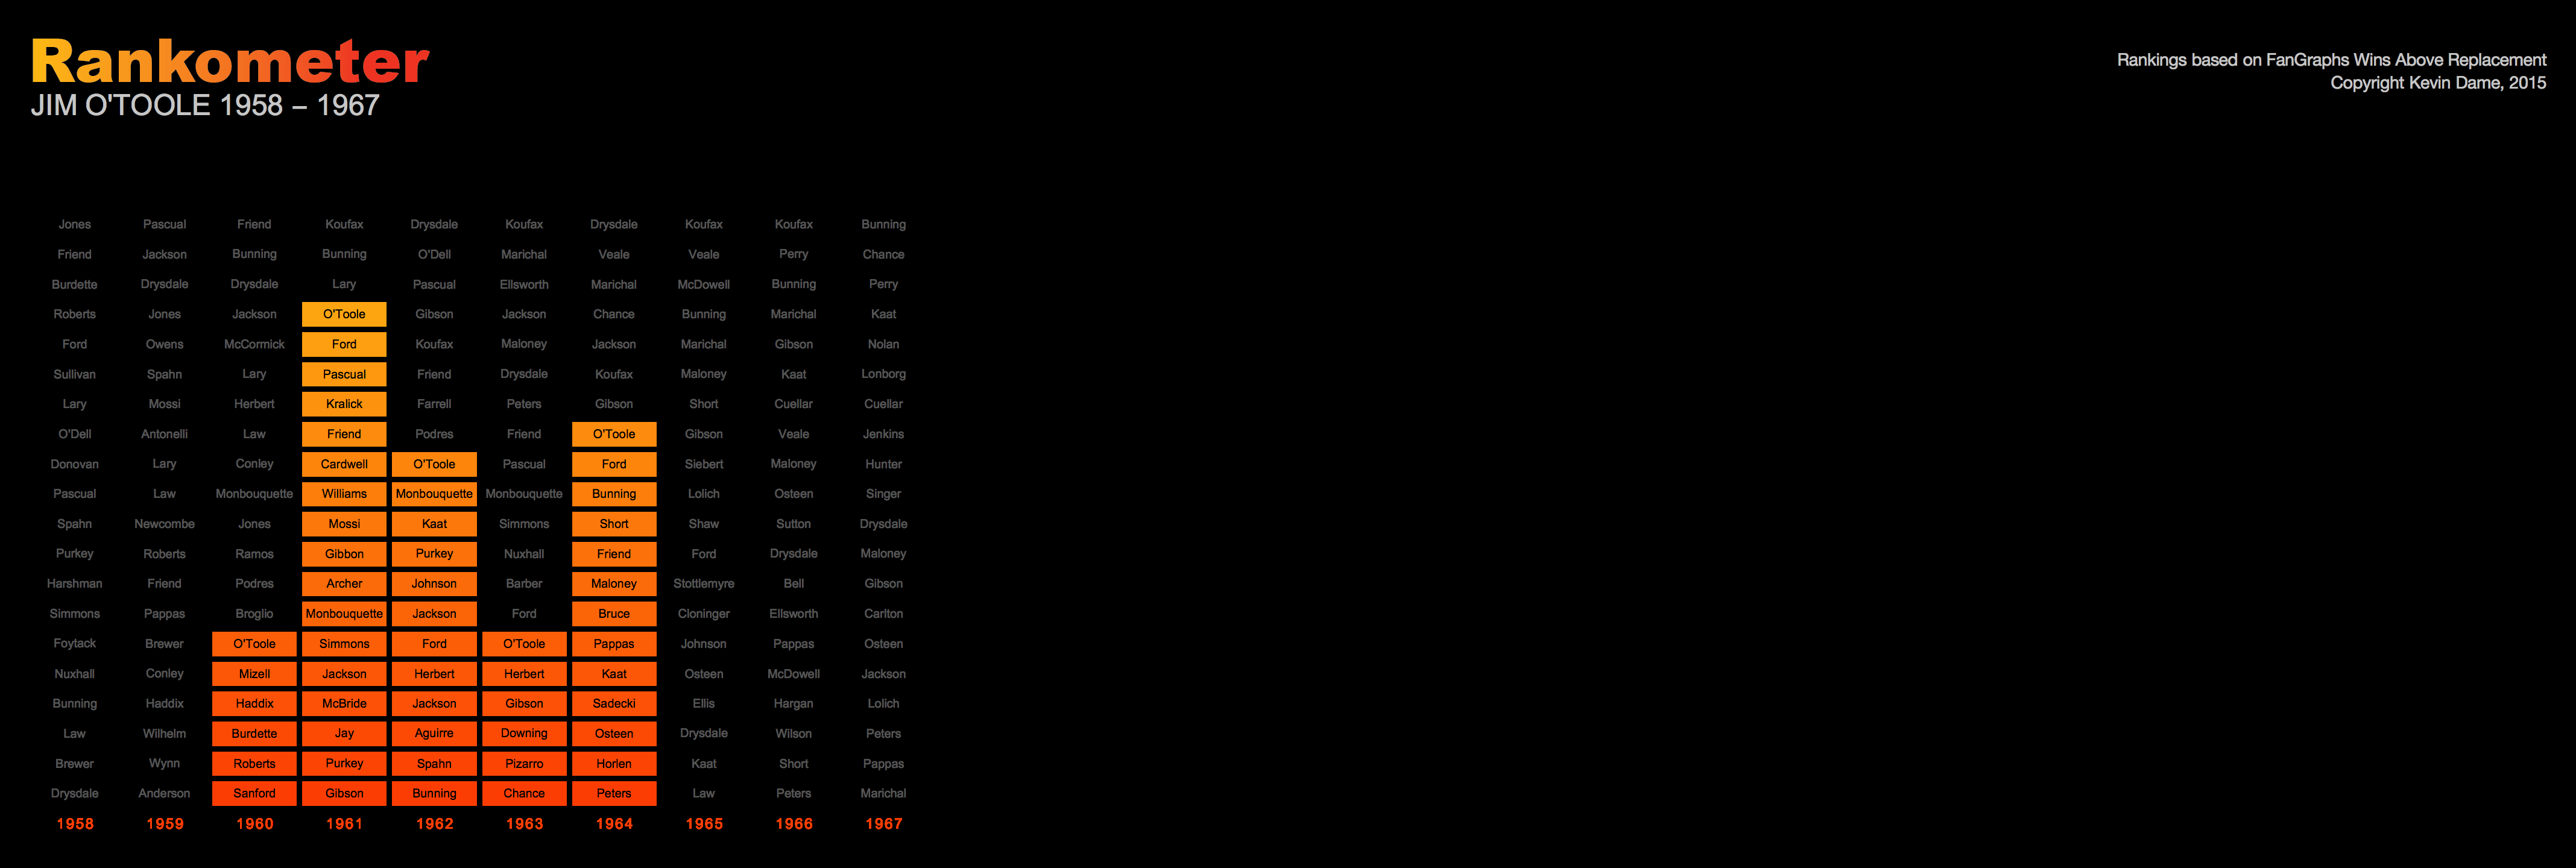 Rankometer
JIM O'TOOLE 1958 – 1967
Rankings based on FanGraphs Wins Above Replacement
Copyright Kevin Dame, 2015
Jones Pascual Friend Koufax Drysdale Koufax Drysdale Koufax Koufax Bunning
Friend Jackson Bunning Bunning O'Dell Marichal Veale Veale Perry Chance
Burdette Drysdale Drysdale Lary Pascual Ellsworth Marichal McDowell Bunning Perry
Roberts Jones Jackson O'Toole Gibson Jackson Chance Bunning Marichal Kaat
Ford Owens McCormick Ford Koufax Maloney Jackson Marichal Gibson Nolan
Sullivan Spahn Lary Pascual Friend Drysdale Koufax Maloney Kaat Lonborg
Lary Mossi Herbert Kralick Farrell Peters Gibson Short Cuellar Cuellar
O'Dell Antonelli Law Friend Podres Friend O'Toole Gibson Veale Jenkins
Donovan Lary Conley Cardwell O'Toole Pascual Ford Siebert Maloney Hunter
Pascual Law Monbouquette Williams Monbouquette Monbouquette Bunning Lolich Osteen Singer
Spahn Newcombe Jones Mossi Kaat Simmons Short Shaw Sutton Drysdale
Purkey Roberts Ramos Gibbon Purkey Nuxhall Friend Ford Drysdale Maloney
Harshman Friend Podres Archer Johnson Barber Maloney Stottlemyre Bell Gibson
Simmons Pappas Broglio Monbouquette Jackson Ford Bruce Cloninger Ellsworth Carlton
Foytack Brewer O'Toole Simmons Ford O'Toole Pappas Johnson Pappas Osteen
Nuxhall Conley Mizell Jackson Herbert Herbert Kaat Osteen McDowell Jackson
Bunning Haddix Haddix McBride Jackson Gibson Sadecki Ellis Hargan Lolich
Law Wilhelm Burdette Jay Aguirre Downing Osteen Drysdale Wilson Peters
Brewer Wynn Roberts Purkey Spahn Pizarro Horlen Kaat Short Pappas
Drysdale Anderson Sanford Gibson Bunning Chance Peters Law Peters Marichal
1958 1959 1960 1961 1962 1963 1964 1965 1966 1967